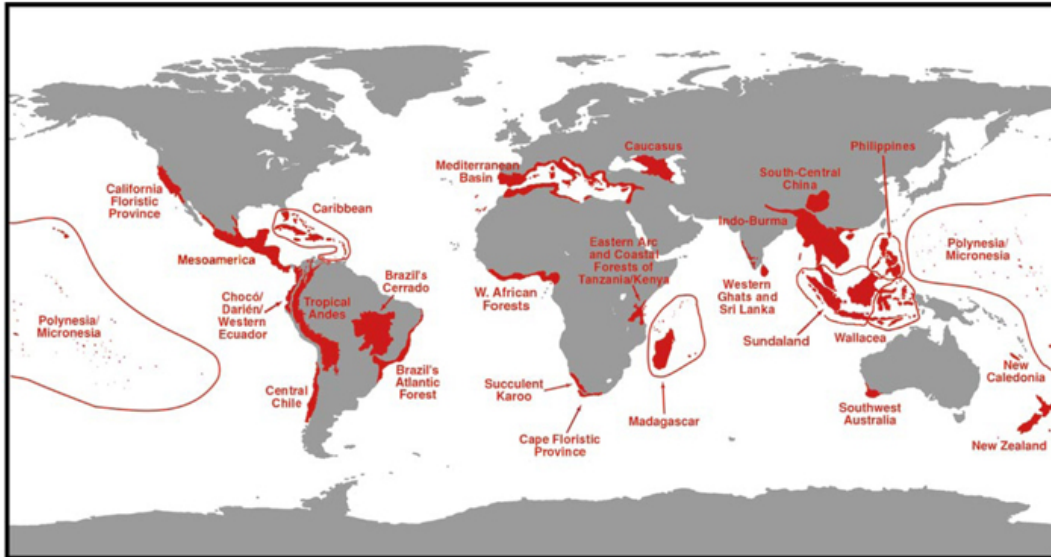 California
Floristic
Province
Caribbean
Mesoamerica
Polynesia/
Micronesia
Chocó/
Darién/
Western
Ecuador
Tropical
Andes
Brazil's
Cerrado
Central
Chile
Brazil's
Atlantic
Forest
Mediterranean
Basin
Caucasus
W. African
Forests
Eastern Arc
and Coastal
Forests of
Tanzania/Kenya
Succulent
Karoo
Cape Floristic
Province
Madagascar
South-Central
China
Philippines
Indo-Burma
Western
Ghats and
Sri Lanka
Sundaland
Wallacea
Polynesia/
Micronesia
New
Caledonia
Southwest
Australia
New Zealand